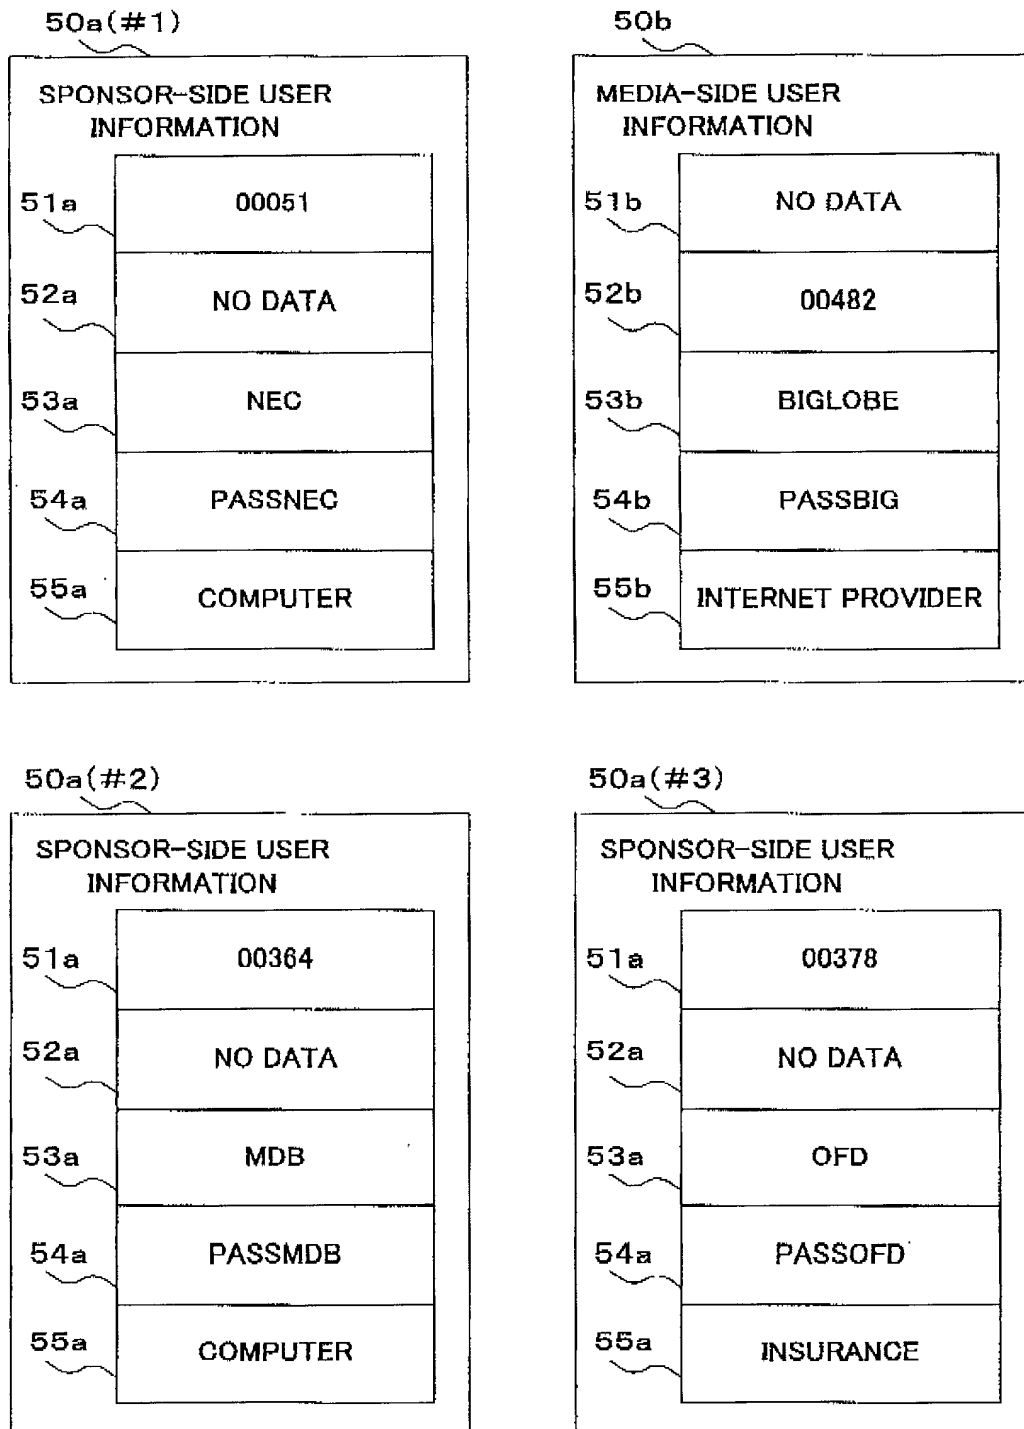 50a(#1)
SPONSOR-SIDE USER
INFORMATION
51a
00051
52a
NO DATA
53a
NEC
54a
PASSNEC
55a
COMPUTER
50b
MEDIA-SIDE USER
INFORMATION
51b
NO DATA
52b
00482
53b
BIGLOBE
54b
PASSBIG
55b
INTERNET PROVIDER
50a(#2)
SPONSOR-SIDE USER
INFORMATION
51a
00364
52a
NO DATA
53a
MDB
54a
PASSMDB
55a
COMPUTER
50a(#3)
SPONSOR-SIDE USER
INFORMATION
51a
00378
52a
NO DATA
53a
OFD
54a
PASSOFD
55a
INSURANCE